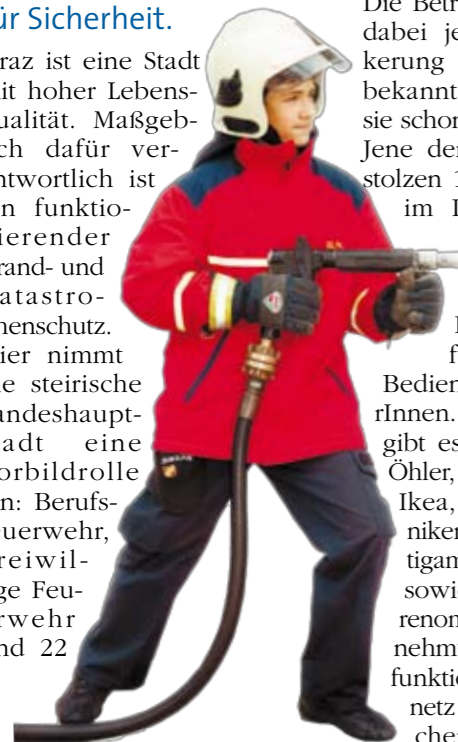 ür Sicherheit.
raz ist eine Stadt
it hoher Lebens-
ualität. Maßgeb-
ch dafür ver-
ntwortlich ist
n funktio-
ierender
rand- und
atastro-
henschutz.
ier nimmt
ie steirische
andeshaupt-
adt eine
orbildrolle
n: Berufs-
euerwehr,
reiwil-
ge Feu-
rwehr
nd 22
Die Betr
dabei je
kerung
bekannt
sie schon
Jene der
stolzen
im
Bedien
rInnen.
gibt es
Öhler,
Ikea,
niker
tigam
sowie
renom
nehm
funktio
netz
cher